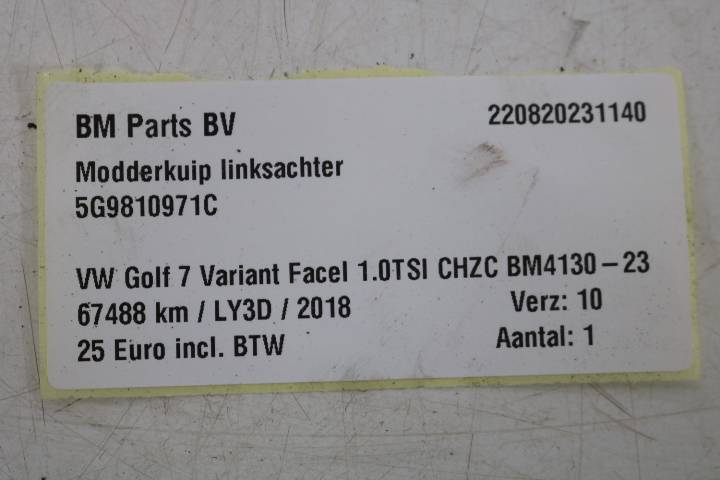 BM Parts BV 220820231140
Modderkuip linksachter
5G9810971C
VW Golf 7 Variant Facel 1.0TSI CHZC BM4130-23
67488 km / LY3D / 2018 Verz: 10
25 Euro incl. BTW Aantal: 1